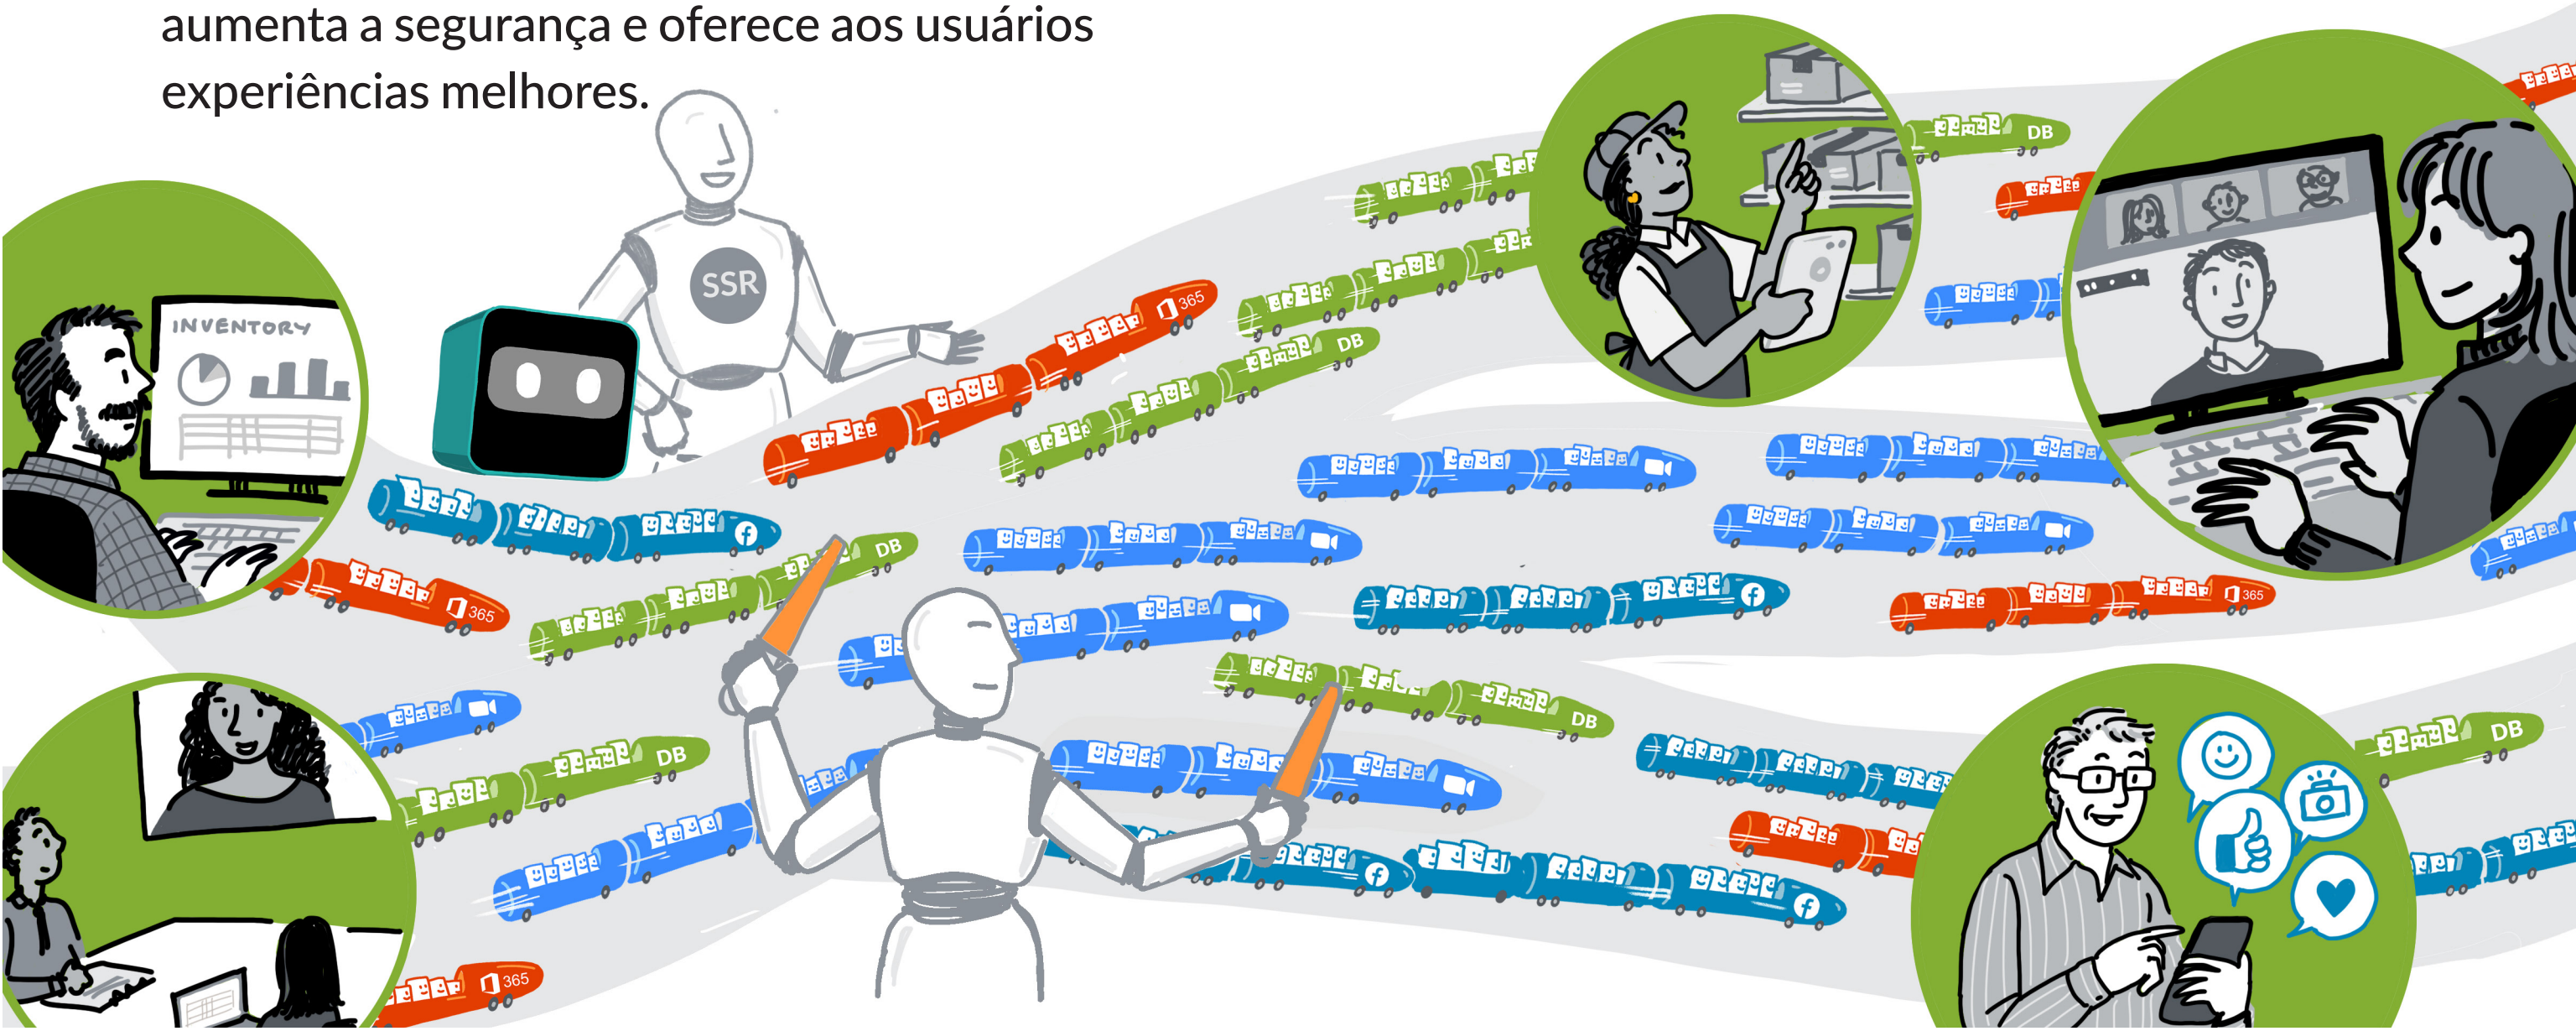 aumenta a segurança e oferece aos usuários
experiências melhores.
SSR
INVENTORY
DB
365
DB
365
DB
365
DB
365
DB
DB
365